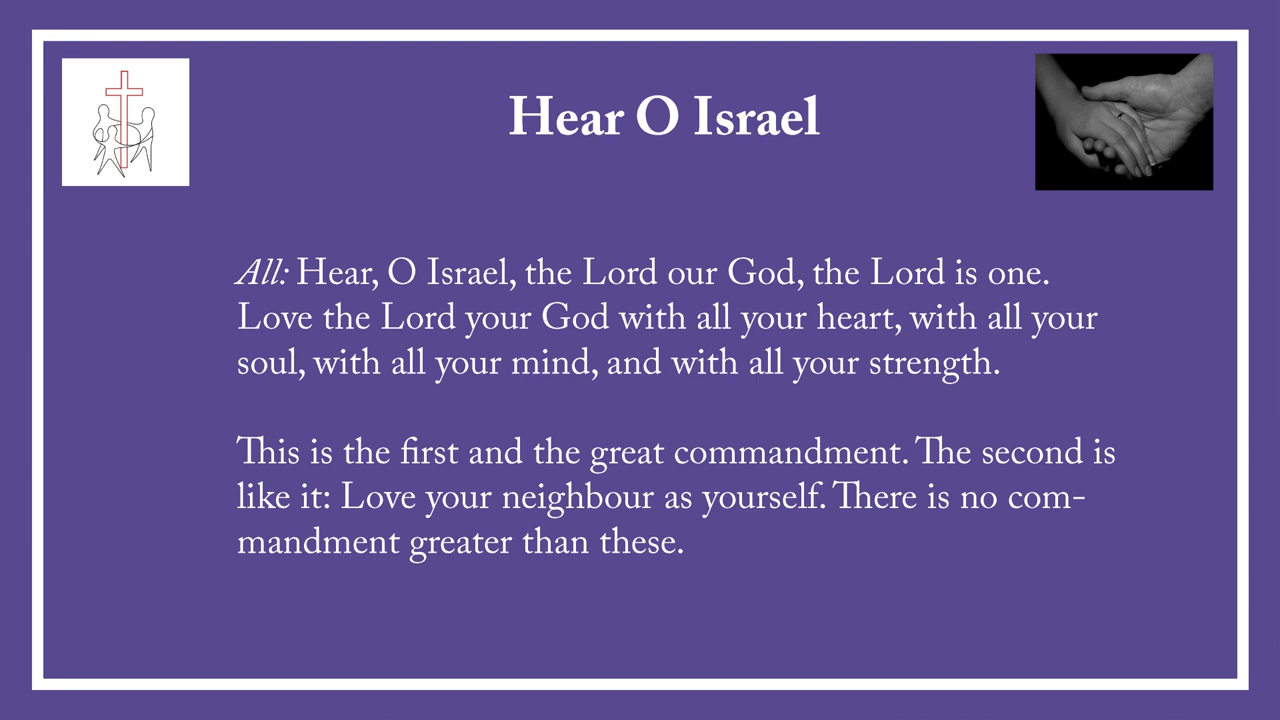 Hear O Israel
All: Hear, O Israel, the Lord our God, the Lord is one.
Love the Lord your God with all your heart, with all your
soul, with all your mind, and with all your strength.
This is the first and the great commandment. The second is
like it: Love your neighbour as yourself. There is no com-
mandment greater than these.